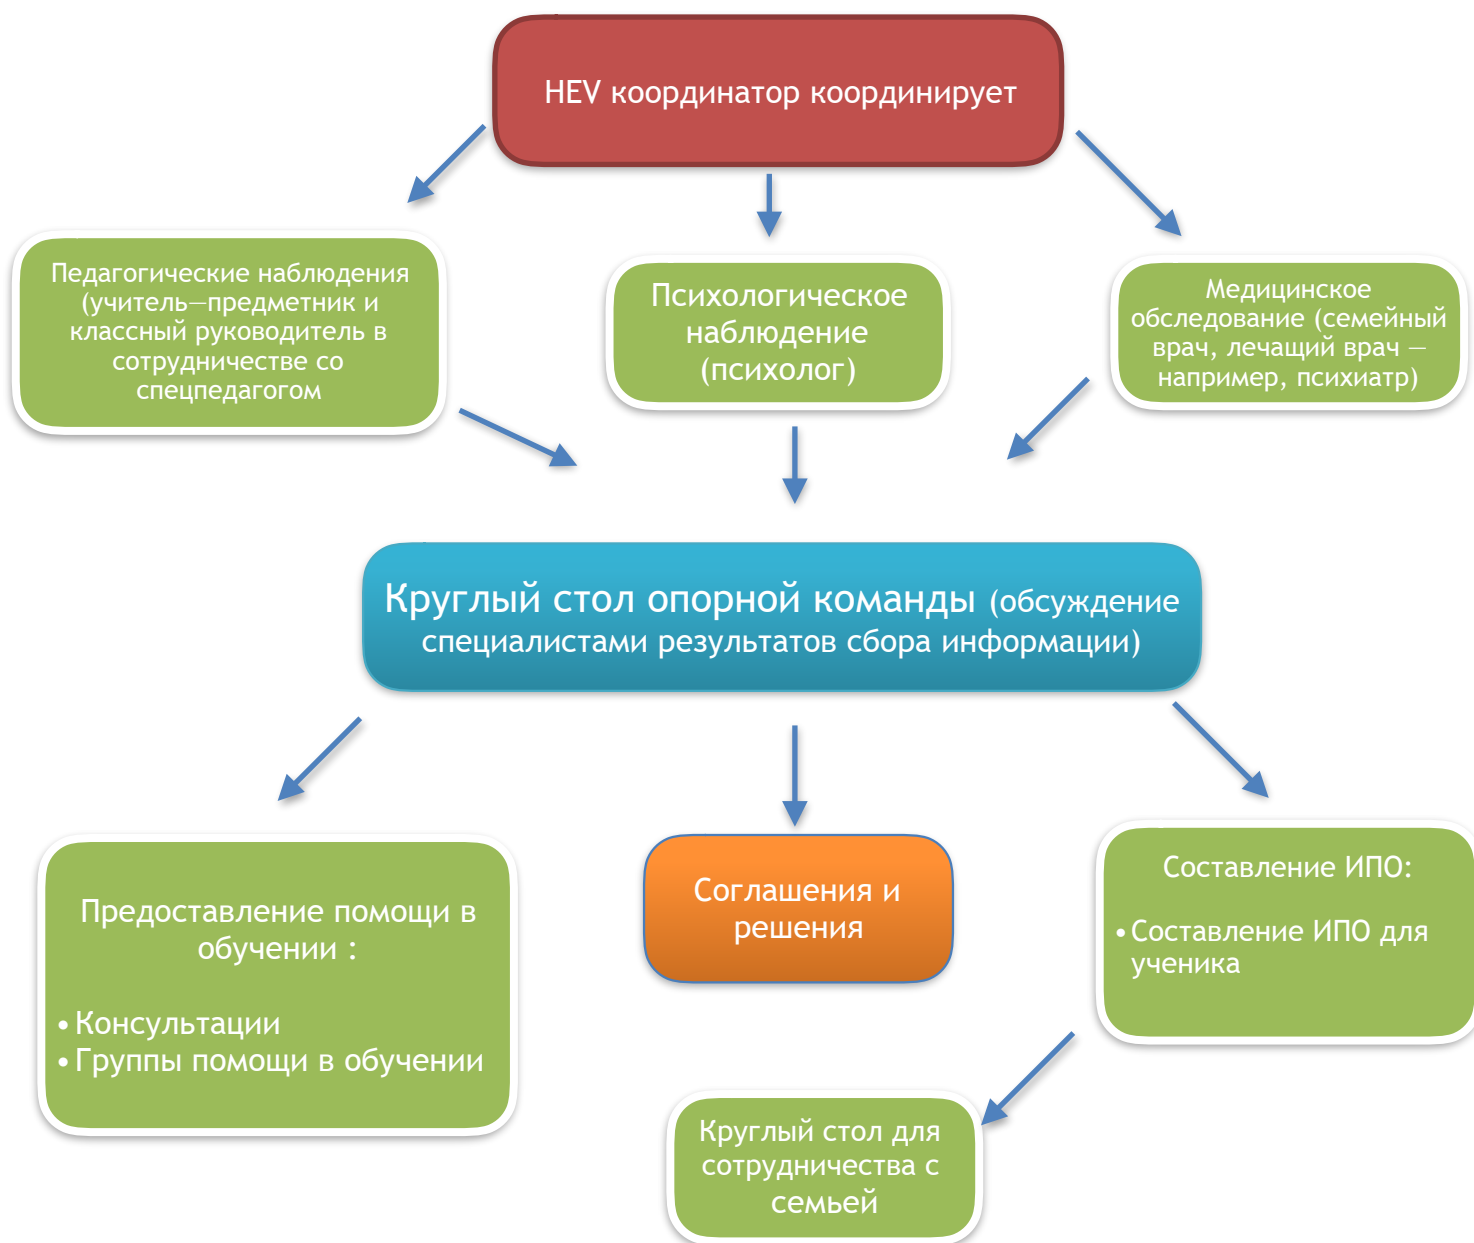 HEV координатор координирует
Педагогические наблюдения
(учитель—предметник и
классный руководитель в
сотрудничестве со
спецпедагогом
Психологическое
наблюдение
(психолог)
Медицинское
обследование (семейный
врач, лечащий врач —
например, психиатр)
Круглый стол опорной команды (обсуждение
специалистами результатов сбора информации)
Предоставление помощи в
обучении :
• Консультации
• Группы помощи в обучении
Соглашения и
решения
Составление ИПО:
• Составление ИПО для
ученика
Круглый стол для
сотрудничества с
семьей